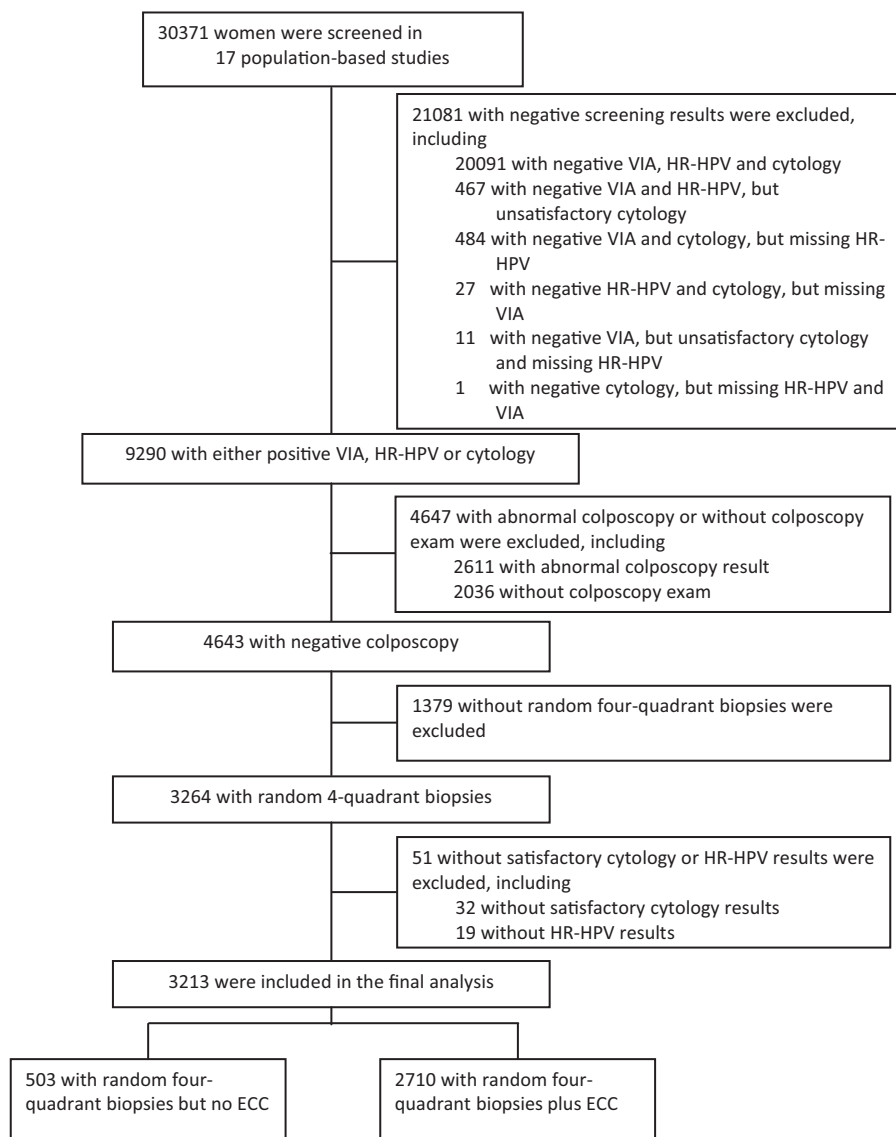 30371 women were screened in
17 population-based studies
21081 with negative screening results were excluded,
including
20091 with negative VIA, HR-HPV and cytology
467 with negative VIA and HR-HPV, but
unsatisfactory cytology
484 with negative VIA and cytology, but missing HR-
HPV
27 with negative HR-HPV and cytology, but missing
VIA
11 with negative VIA, but unsatisfactory cytology
and missing HR-HPV
1 with negative cytology, but missing HR-HPV and
VIA
9290 with either positive VIA, HR-HPV or cytology
4647 with abnormal colposcopy or without colposcopy
exam were excluded, including
2611 with abnormal colposcopy result
2036 without colposcopy exam
4643 with negative colposcopy
1379 without random four-quadrant biopsies were
excluded
3264 with random 4-quadrant biopsies
51 without satisfactory cytology or HR-HPV results were
excluded, including
32 without satisfactory cytology results
19 without HR-HPV results
3213 were included in the final analysis
503 with random four-
quadrant biopsies but no ECC
2710 with random four-
quadrant biopsies plus ECC